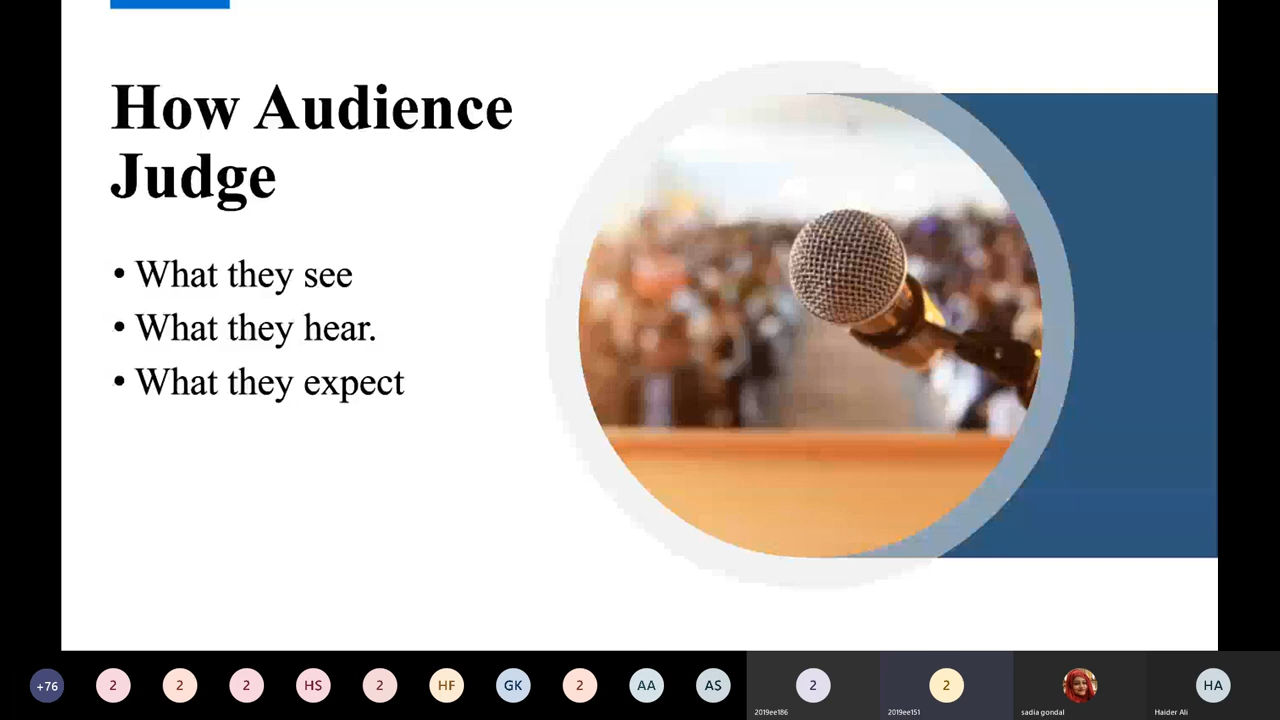 How Audience
Judge
• What they see
• What they hear.
• What they expect
+76
2
2
2
HS
2
HF
GK
2
AA
AS
2
2019ee186
2
2019ee151
sadia gondal
HA
Haider Ali